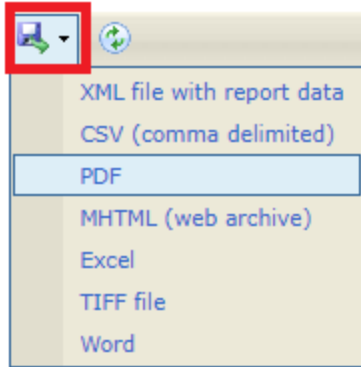 XML file with report data
CSV (comma delimited)
PDF
MHTML (web archive)
Excel
TIFF file
Word